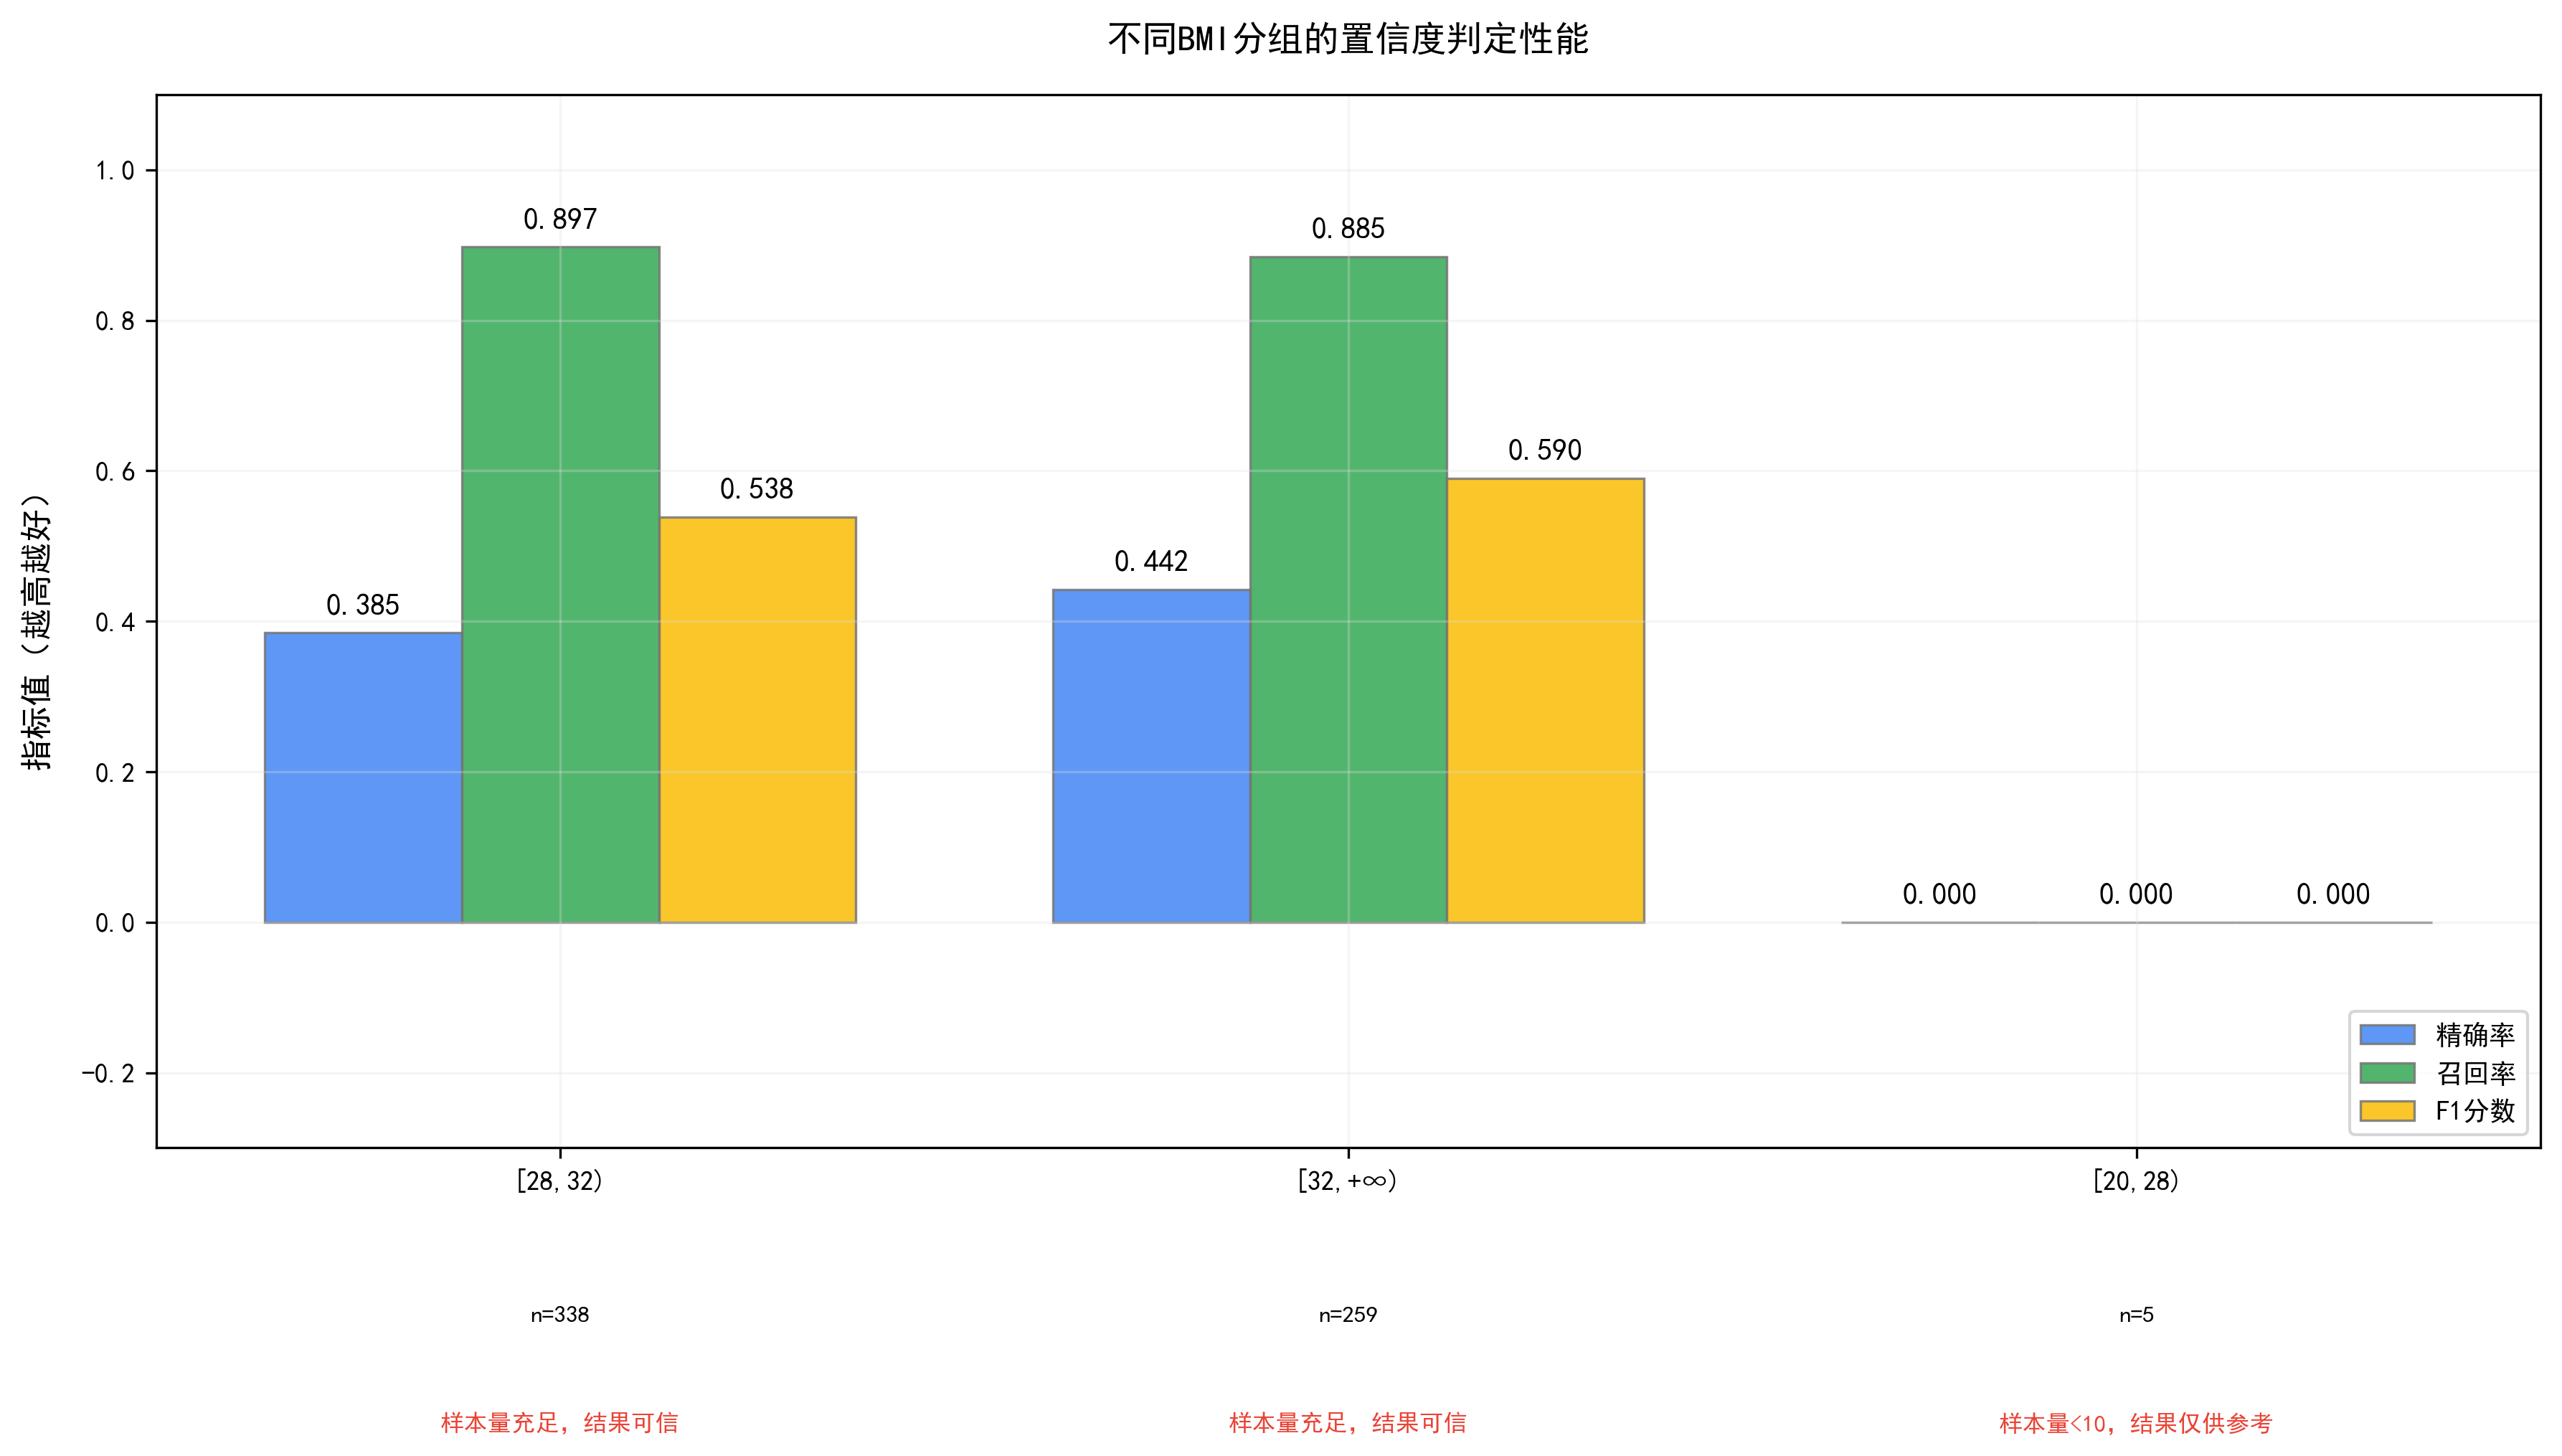 不同BMI分组的置信度判定性能
指标值（越高越好）
1.0
0.8
0.6
0.4
0.2
0.0
-0.2
0.385
0.897
0.538
0.442
0.885
0.590
0.000
0.000
0.000
精确率
召回率
F1分数
[28,32)
[32,+∞)
[20,28)
n=338
n=259
n=5
样本量充足，结果可信
样本量充足，结果可信
样本量<10，结果仅供参考